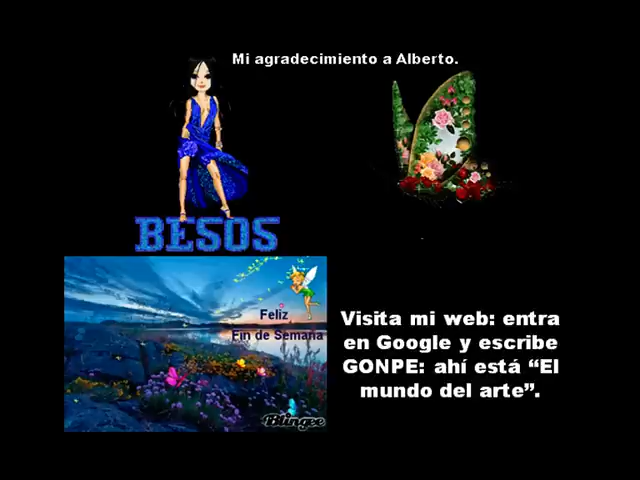 Mi agradecimiento a Alberto.
BESOS
Feliz
Fin de Semana
Visita mi web: entra
en Google y escribe
GONPE: ahí está “El
mundo del arte”.
Blingee